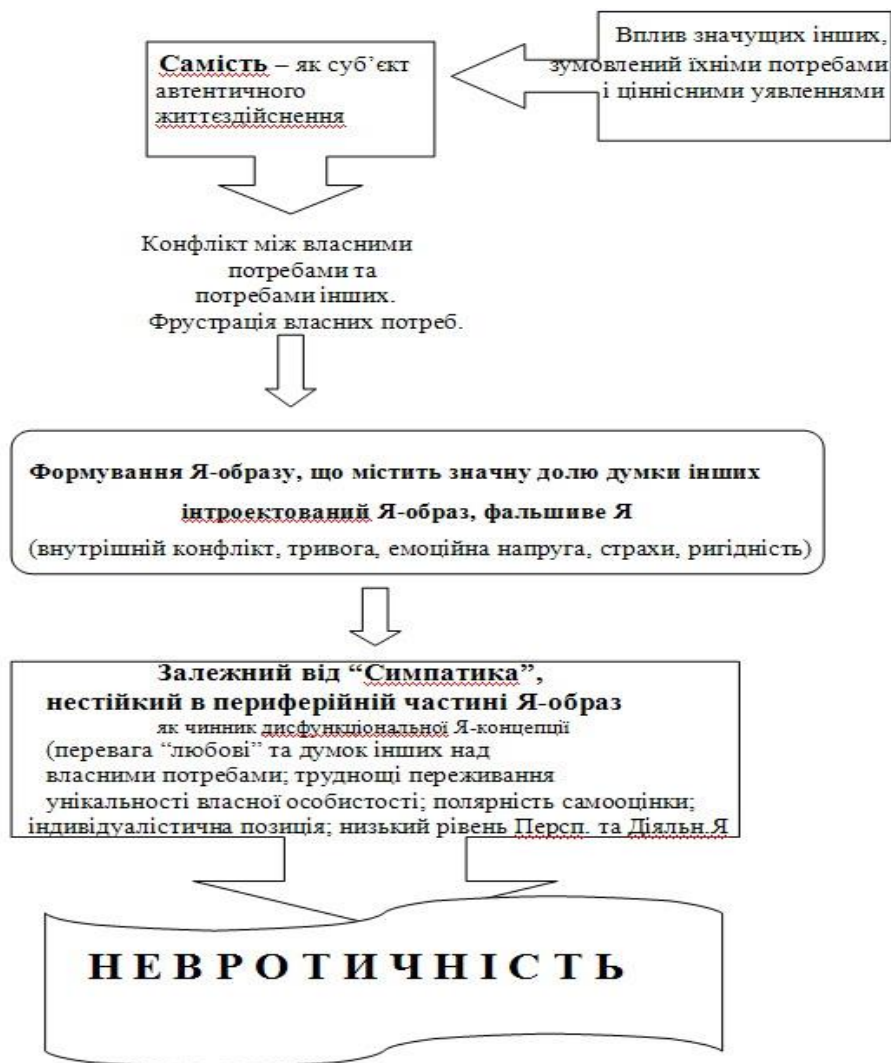 Самість – як суб’єкт
автентичного
життєздійснення
Вплив значущих інших,
зумовлений їхніми потребами
і ціннісними уявленнями
Конфлікт між власними
потребами та
потребами інших.
Фрустрація власних потреб.
Формування Я-образу, що містить значну долю думки інших
інтроектований Я-образ, фальшиве Я
(внутрішній конфлікт, тривога, емоційна напруга, страхи, ригідність)
Залежний від “Симпатика”,
нестійкий в периферійній частині Я-образ
як чинник дисфункціональної Я-концепції
(перевага “любові” та думок інших над
власними потребами; труднощі переживання
унікальності власної особистості; полярність самооцінки;
індивідуалістична позиція; низький рівень Персп. та Діяльн.Я
НЕВРОТИЧНІСТЬ